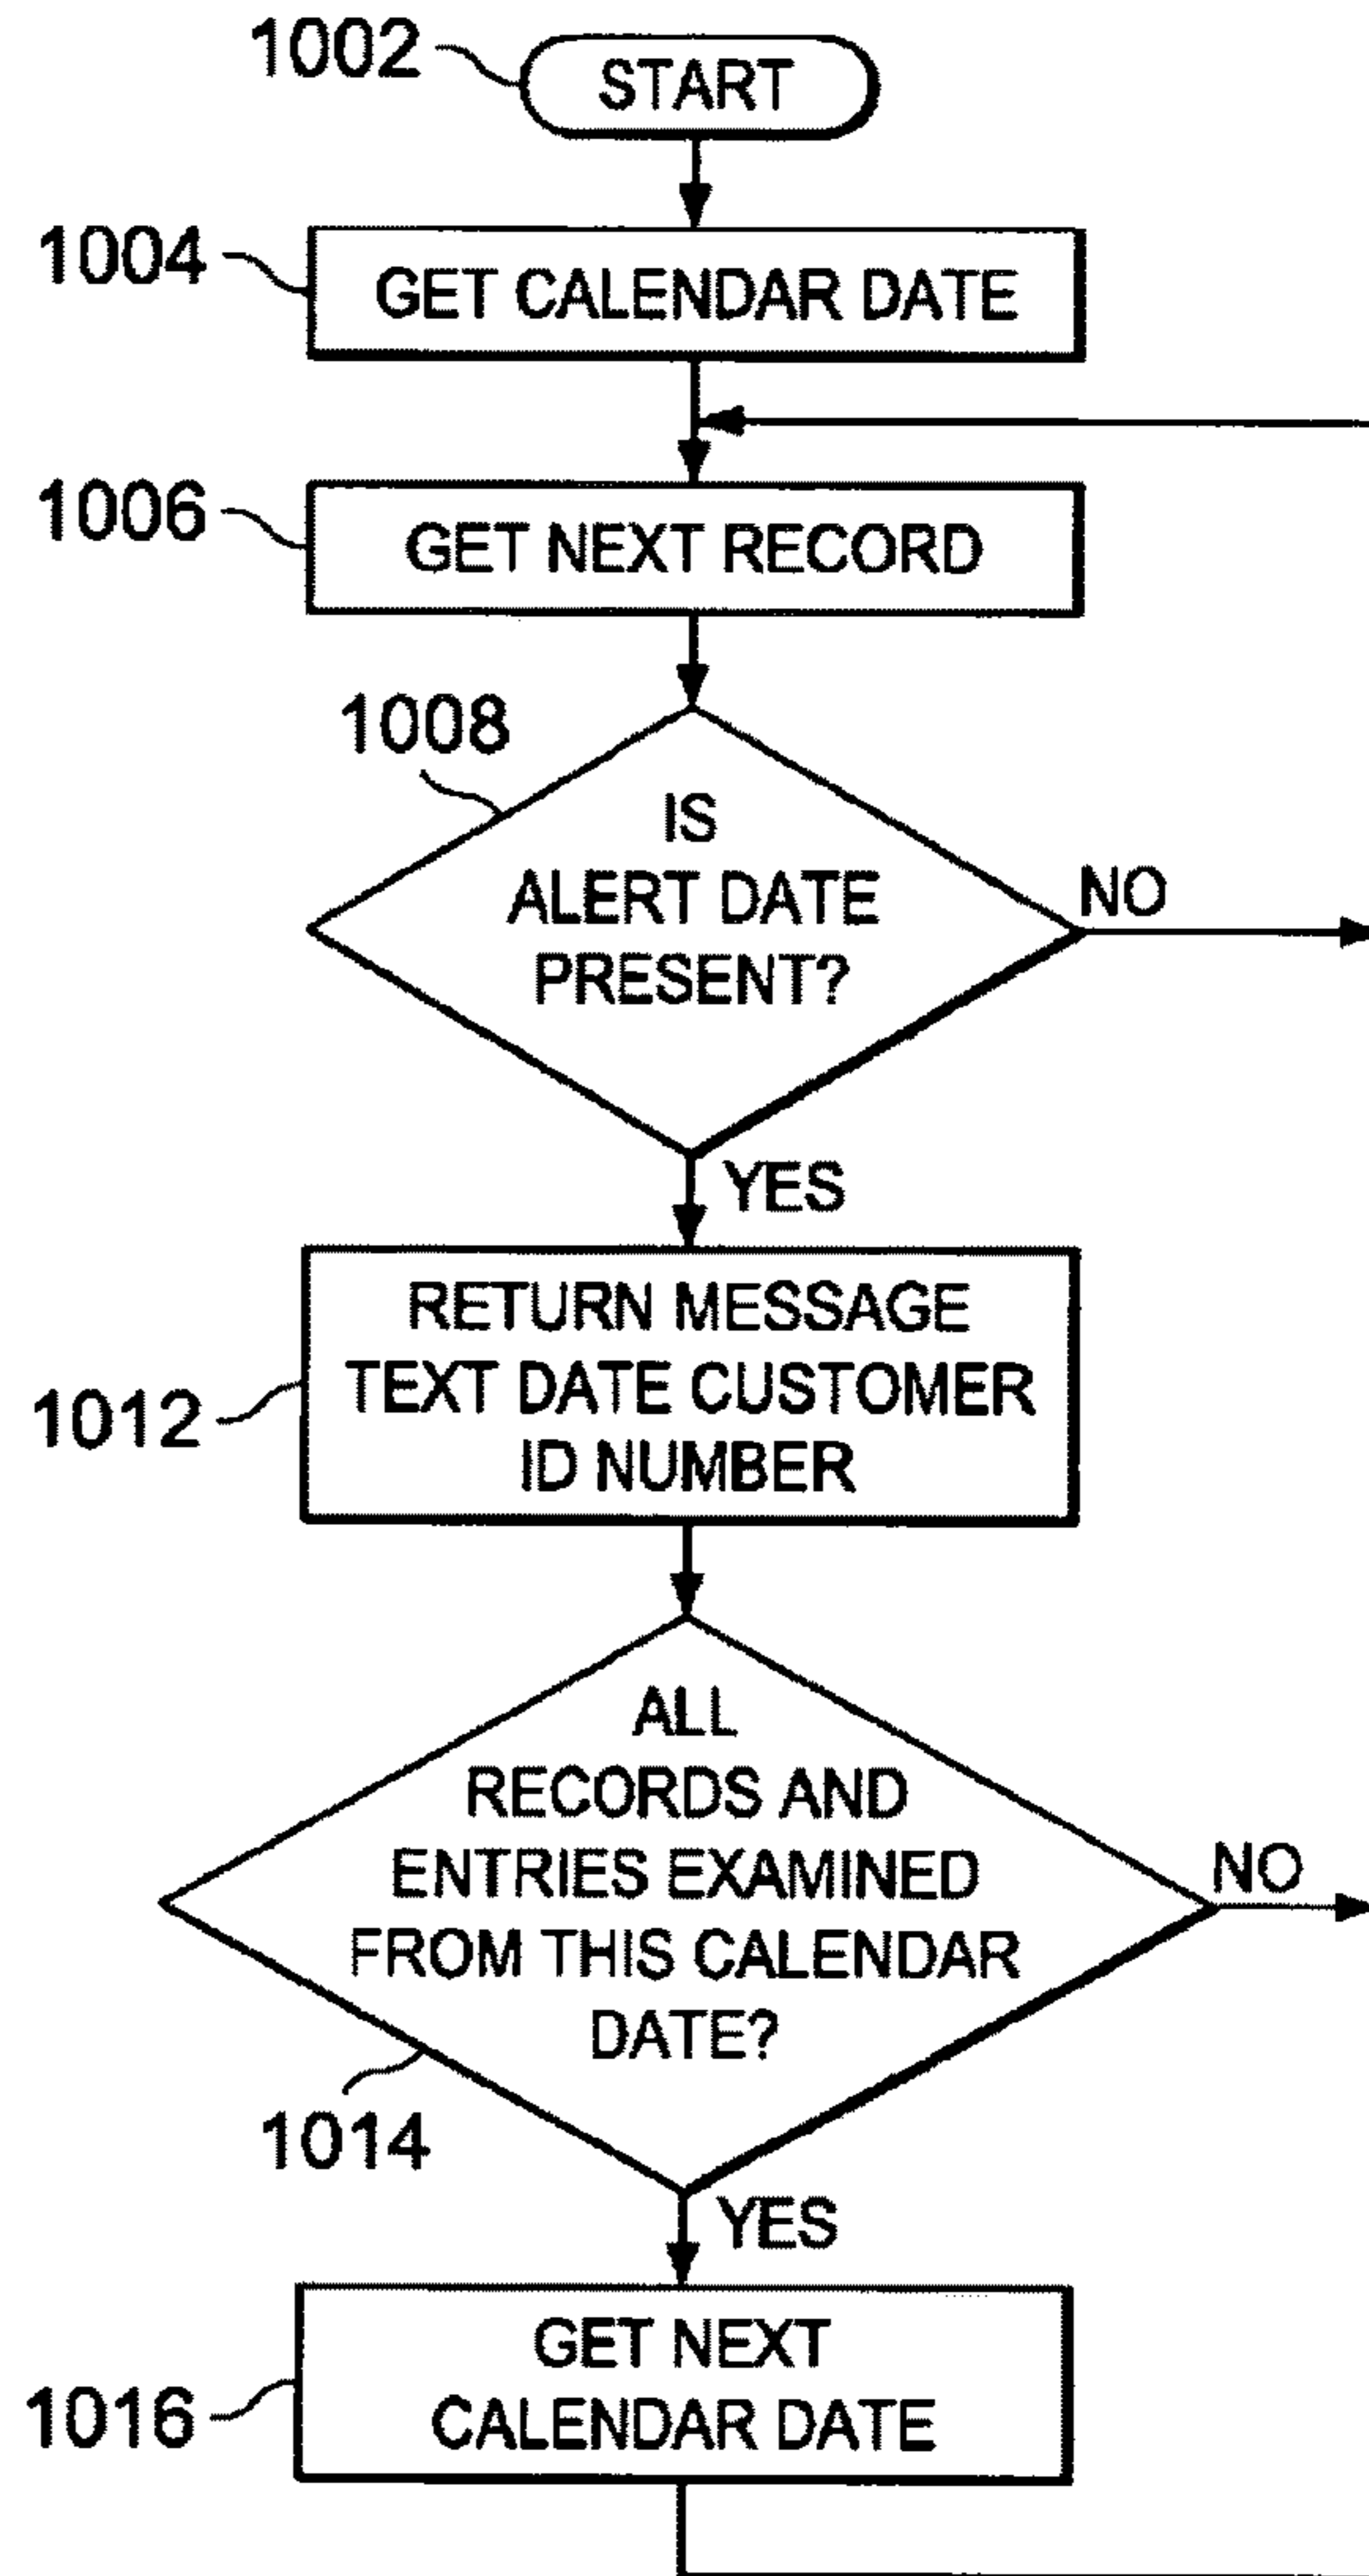 1002
START
1004
GET CALENDAR DATE
1006
GET NEXT RECORD
1008
IS
ALERT DATE
PRESENT?
NO
YES
1012
RETURN MESSAGE
TEXT DATE CUSTOMER
ID NUMBER
ALL
RECORDS AND
ENTRIES EXAMINED
FROM THIS CALENDAR
DATE?
NO
1014
YES
1016
GET NEXT
CALENDAR DATE